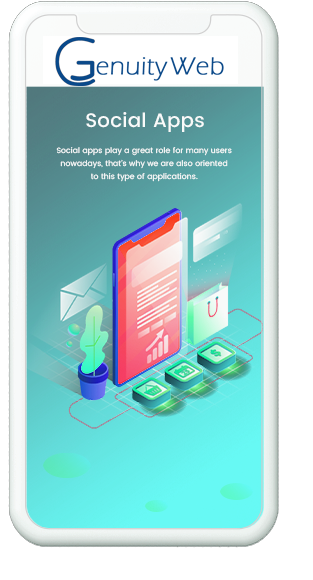 GenuityWeb
Social Apps
Social apps play a great role for many users
nowadays, that's why we are also oriented
to this type of applications.